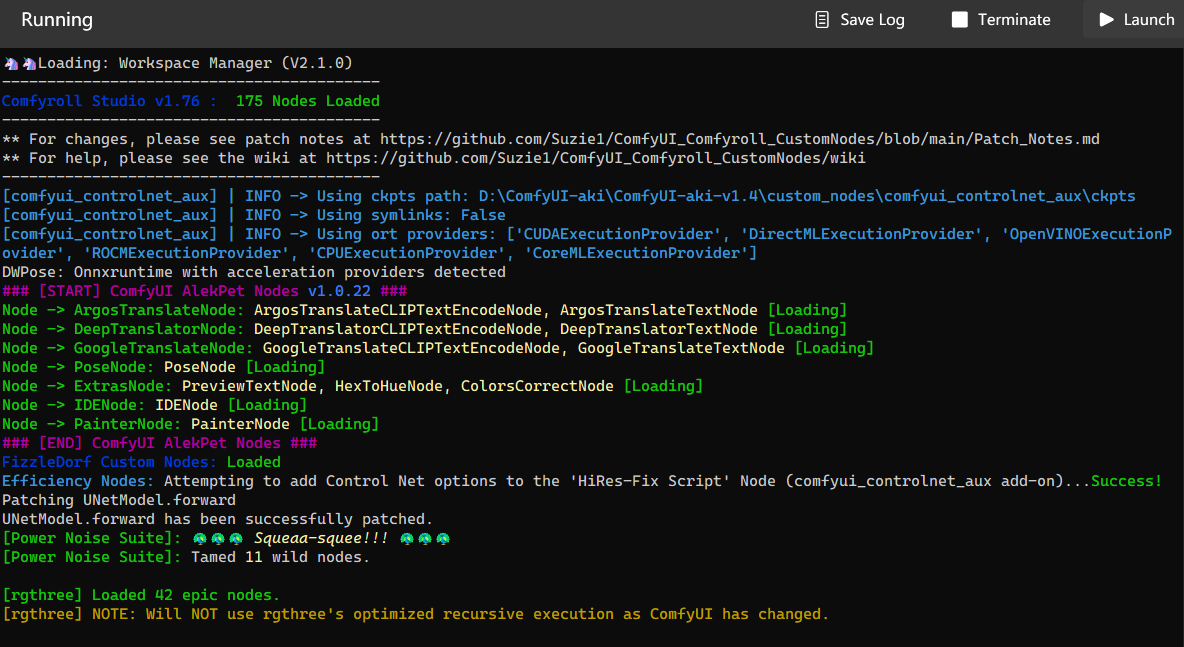 Running Save Log Terminate Launch
🦄🦄Loading: Workspace Manager (V2.1.0)
------------------------------------------
Comfyroll Studio v1.76 : 175 Nodes Loaded
------------------------------------------
** For changes, please see patch notes at https://github.com/Suzie1/ComfyUI_Comfyroll_CustomNodes/blob/main/Patch_Notes.md
** For help, please see the wiki at https://github.com/Suzie1/ComfyUI_Comfyroll_CustomNodes/wiki
------------------------------------------
[comfyui_controlnet_aux] | INFO -> Using ckpts path: D:\ComfyUI-aki\ComfyUI-aki-v1.4\custom_nodes\comfyui_controlnet_aux\ckpts
[comfyui_controlnet_aux] | INFO -> Using symlinks: False
[comfyui_controlnet_aux] | INFO -> Using ort providers: ['CUDAExecutionProvider', 'DirectMLExecutionProvider', 'OpenVINOExecutionP
rovider', 'ROCMExecutionProvider', 'CPUExecutionProvider', 'CoreMLExecutionProvider']
DWPose: Onnxruntime with acceleration providers detected
### [START] ComfyUI AlekPet Nodes v1.0.22 ###
Node -> ArgosTranslateNode: ArgosTranslateCLIPTextEncodeNode, ArgosTranslateTextNode [Loading]
Node -> DeepTranslatorNode: DeepTranslatorCLIPTextEncodeNode, DeepTranslatorTextNode [Loading]
Node -> GoogleTranslateNode: GoogleTranslateCLIPTextEncodeNode, GoogleTranslateTextNode [Loading]
Node -> PoseNode: PoseNode [Loading]
Node -> ExtrasNode: PreviewTextNode, HexToHueNode, ColorsCorrectNode [Loading]
Node -> IDENode: IDENode [Loading]
Node -> PainterNode: PainterNode [Loading]
### [END] ComfyUI AlekPet Nodes ###
FizzleDorf Custom Nodes: Loaded
Efficiency Nodes: Attempting to add Control Net options to the 'HiRes-Fix Script' Node (comfyui_controlnet_aux add-on)...Success!
Patching UNetModel.forward
UNetModel.forward has been successfully patched.
[Power Noise Suite]: 🦚🦚🦚 Squeaa-squee!!! 🦚🦚🦚
[Power Noise Suite]: Tamed 11 wild nodes.
[rgthree] Loaded 42 epic nodes.
[rgthree] NOTE: Will NOT use rgthree's optimized recursive execution as ComfyUI has changed.